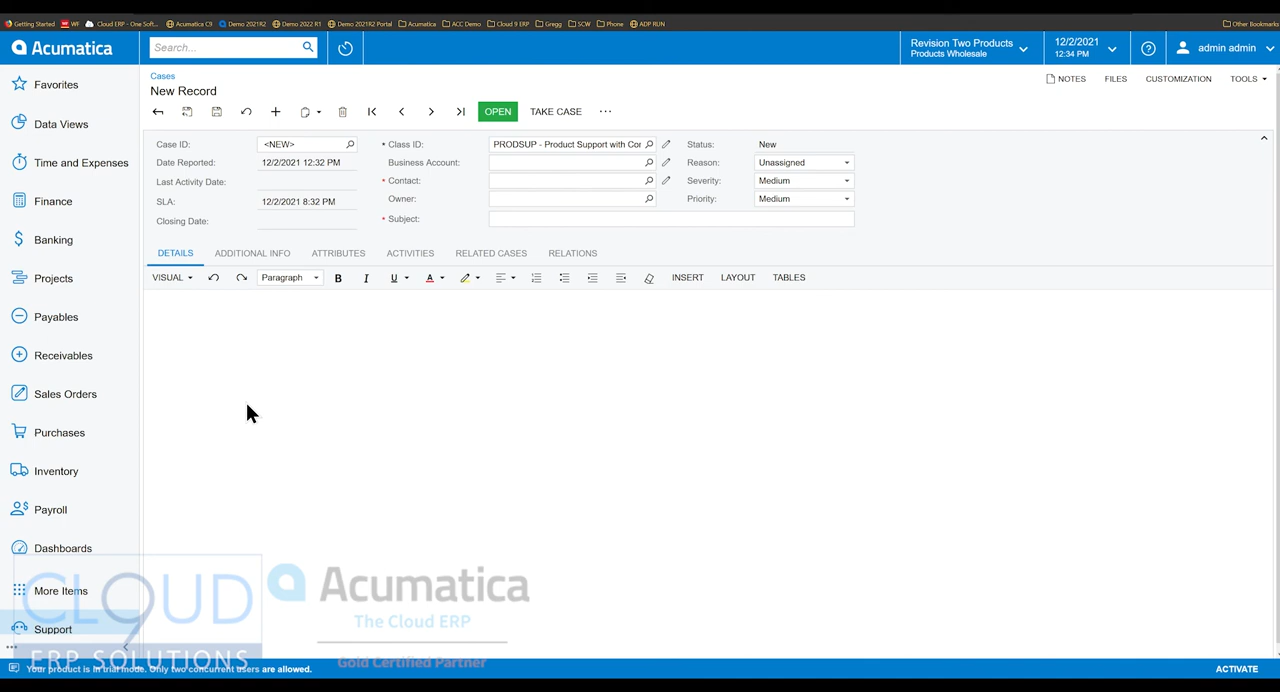 Getting Started WF Cloud ERP - One Soft... Acumatica C9 Demo 2021R2 Demo 2022 R1 Demo 2021R2 Portal Acumatica ACC Demo Cloud 9 ERP Gregg SCW Phone ADP RUN Other Bookmarks
Acumatica Search... Revision Two Products 12/2/2021 admin admin
Products Wholesale 12:34 PM
Favorites
Data Views
Time and Expenses
Finance
Banking
Projects
Payables
Receivables
Sales Orders
Purchases
Inventory
Payroll
Dashboards
More Items
Support
Cases
New Record
NOTES FILES CUSTOMIZATION TOOLS
OPEN TAKE CASE
Case ID: <NEW>
Date Reported: 12/2/2021 12:32 PM
Last Activity Date:
SLA: 12/2/2021 8:32 PM
Closing Date:
* Class ID: PRODSUP - Product Support with Cor
Business Account:
* Contact:
Owner:
* Subject:
Status: New
Reason: Unassigned
Severity: Medium
Priority: Medium
DETAILS ADDITIONAL INFO ATTRIBUTES ACTIVITIES RELATED CASES RELATIONS
VISUAL Paragraph B I U A INSERT LAYOUT TABLES
CLOUD
9
ERP SOLUTIONS
Acumatica
The Cloud ERP
Gold Certified Partner
Your product is in trial mode. Only two concurrent users are allowed. ACTIVATE